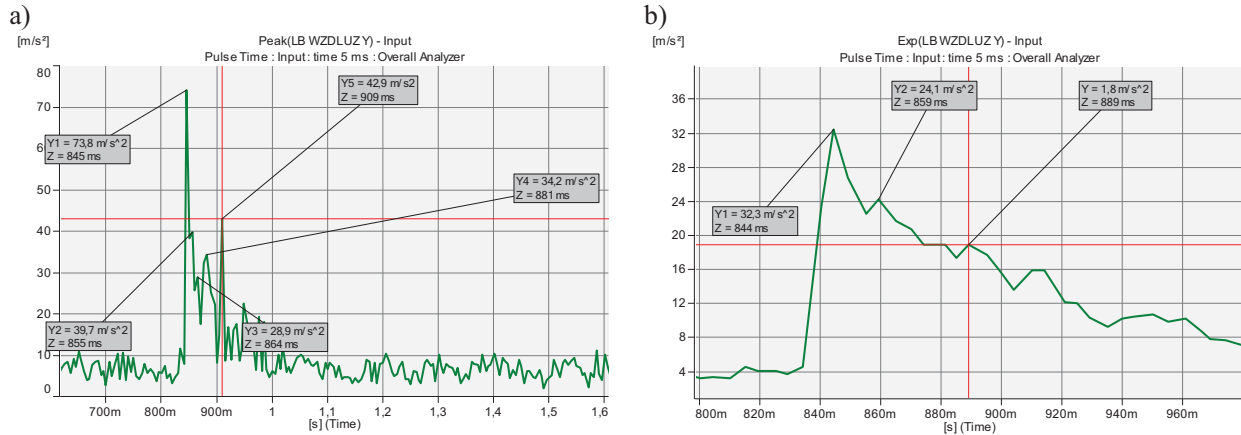 a)
[m/s²]
Peak(LB WZDLUZ Y) - Input
Pulse Time : Input: time 5 ms : Overall Analyzer
80
70
60
50
40
30
20
10
0
Y1 = 73,8 m/s^2
Z = 845 ms
Y5 = 42,9 m/s2
Z = 909 ms
Y4 = 34,2 m/s^2
Z = 881 ms
Y2 = 39,7 m/s^2
Z = 855 ms
Y3 = 28,9 m/s^2
Z = 864 ms
700m 800m 900m 1 1,1 1,2 1,3 1,4 1,5 1,6
[s] (Time)
b)
[m/s²]
Exp(LB WZDLUZ Y) - Input
Pulse Time : Input: time 5 ms : Overall Analyzer
36
32
28
24
20
16
12
8
4
Y2 = 24,1 m/s^2
Z = 859 ms
Y = 1,8 m/s^2
Z = 889 ms
Y1 = 32,3 m/s^2
Z = 844 ms
800m 820m 840m 860m 880m 900m 920m 940m 960m
[s] (Time)